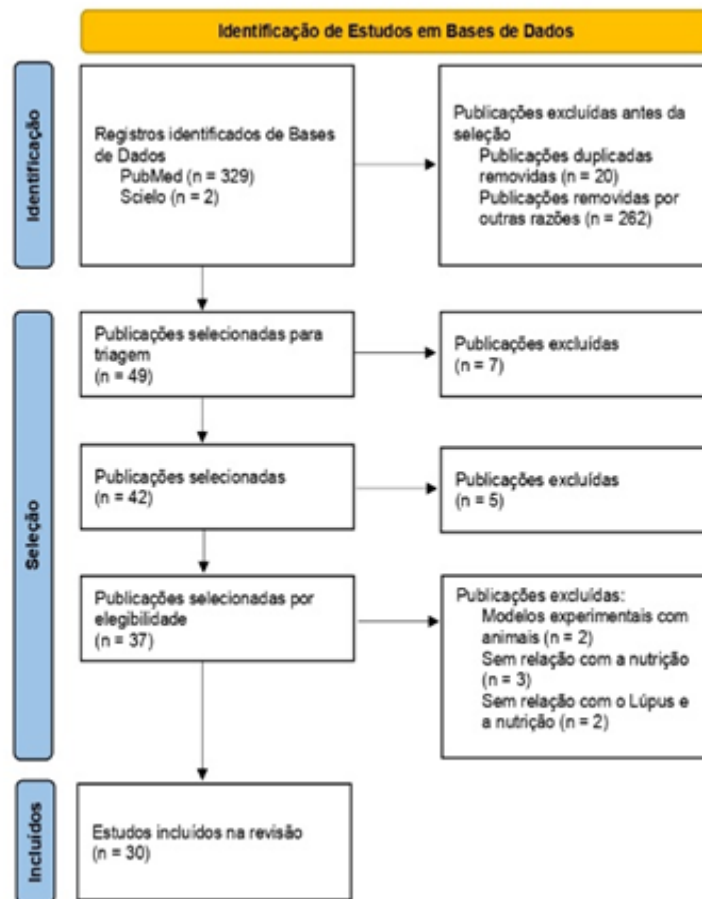 Identificação de Estudos em Bases de Dados
Identificação
Registros identificados de Bases
de Dados
PubMed (n = 329)
Scielo (n = 2)
Publicações excluídas antes da
seleção
Publicações duplicadas
removidas (n = 20)
Publicações removidas por
outras razões (n = 262)
Seleção
Publicações selecionadas para
triagem
(n = 49)
Publicações excluídas
(n = 7)
Publicações selecionadas
(n = 42)
Publicações excluídas
(n = 5)
Publicações selecionadas por
elegibilidade
(n = 37)
Publicações excluídas:
Modelos experimentais com
animais (n = 2)
Sem relação com a nutrição
(n = 3)
Sem relação com o Lúpus e
a nutrição (n = 2)
Incluídos
Estudos incluídos na revisão
(n = 30)